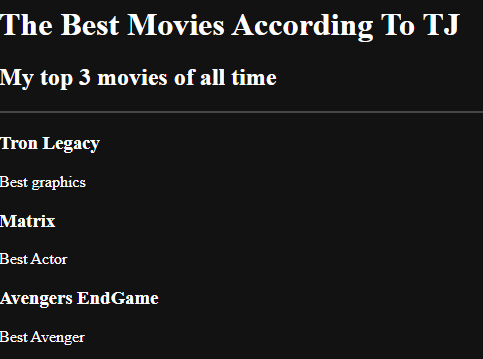 The Best Movies According To TJ
My top 3 movies of all time
Tron Legacy
Best graphics
Matrix
Best Actor
Avengers EndGame
Best Avenger